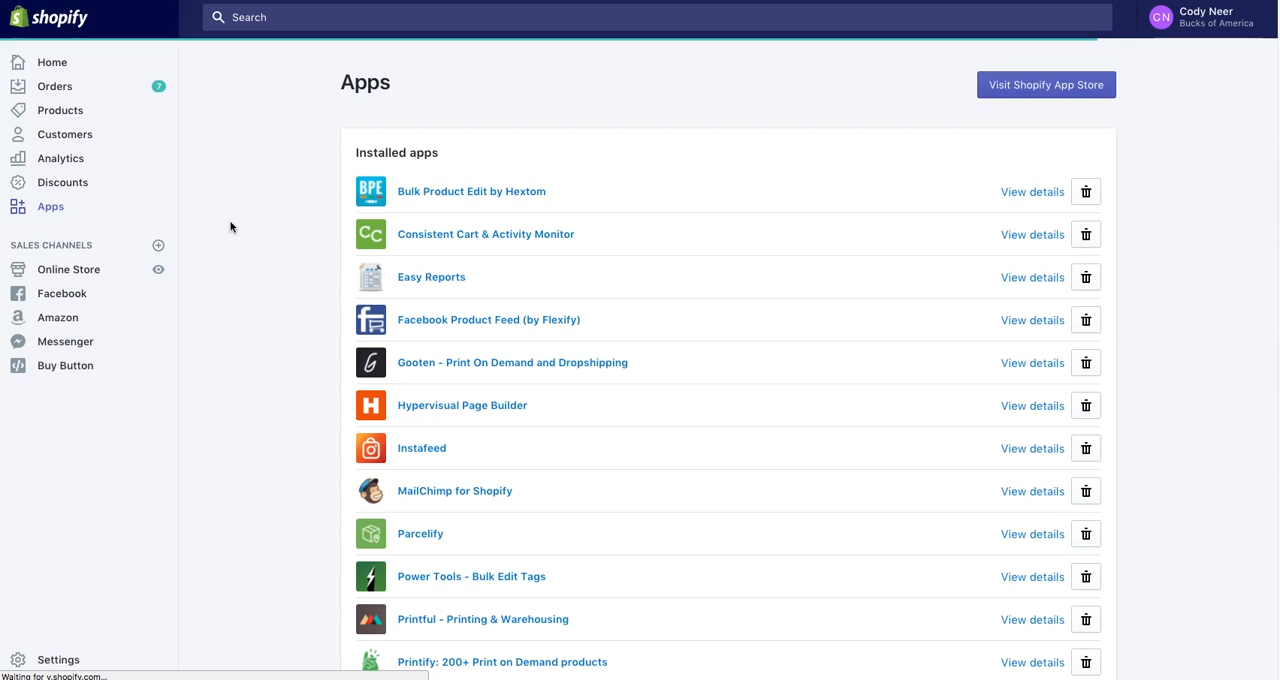 shopify
Search
CN
Cody Neer
Bucks of America
Home
Orders
7
Products
Customers
Analytics
Discounts
Apps
SALES CHANNELS
Online Store
Facebook
Amazon
Messenger
Buy Button
Settings
Waiting for v.shopify.com...
Apps
Visit Shopify App Store
Installed apps
BPE Bulk Product Edit by Hextom View details
CC Consistent Cart & Activity Monitor View details
Easy Reports View details
Facebook Product Feed (by Flexify) View details
Gooten - Print On Demand and Dropshipping View details
H Hypervisual Page Builder View details
Instafeed View details
MailChimp for Shopify View details
Parcelify View details
Power Tools - Bulk Edit Tags View details
Printful - Printing & Warehousing View details
Printify: 200+ Print on Demand products View details